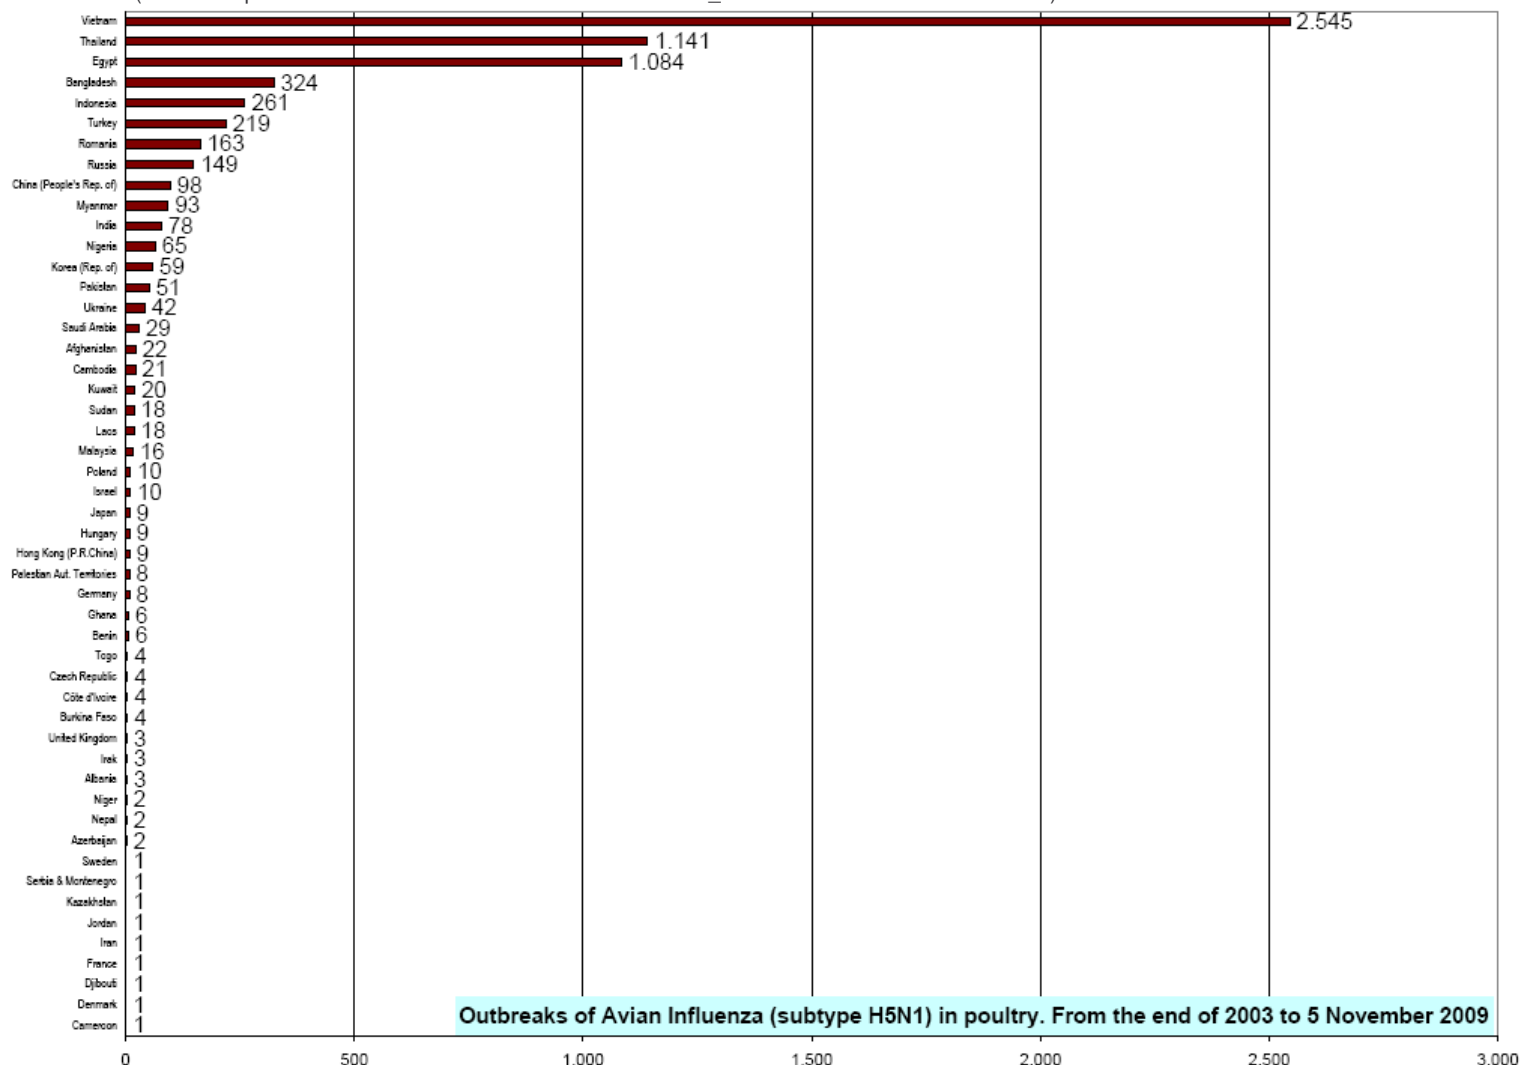 Vietnam 2.545
Thailand 1.141
Egypt 1.084
Bangladesh 324
Indonesia 261
Turkey 219
Romania 163
Russia 149
China (People's Rep. of) 98
Myanmar 93
India 78
Nigeria 65
Korea (Rep. of) 59
Pakistan 51
Ukraine 42
Saudi Arabia 29
Afghanistan 22
Cambodia 21
Kuwait 20
Sudan 18
Laos 18
Malaysia 16
Poland 10
Israel 10
Japan 9
Hungary 9
Hong Kong (P.R.China) 9
Palestian Aut. Territories 8
Germany 8
Ghana 6
Benin 6
Togo 4
Czech Republic 4
Côte d'Ivoire 4
Burkina Faso 4
United Kingdom 3
Irak 3
Albania 3
Niger 2
Nepal 2
Azerbaijan 2
Sweden 1
Serbia & Montenegro 1
Kazakhstan 1
Jordan 1
Iran 1
France 1
Djibouti 1
Denmark 1
Cameroon 1
Outbreaks of Avian Influenza (subtype H5N1) in poultry. From the end of 2003 to 5 November 2009
0 500 1.000 1.500 2.000 2.500 3.000